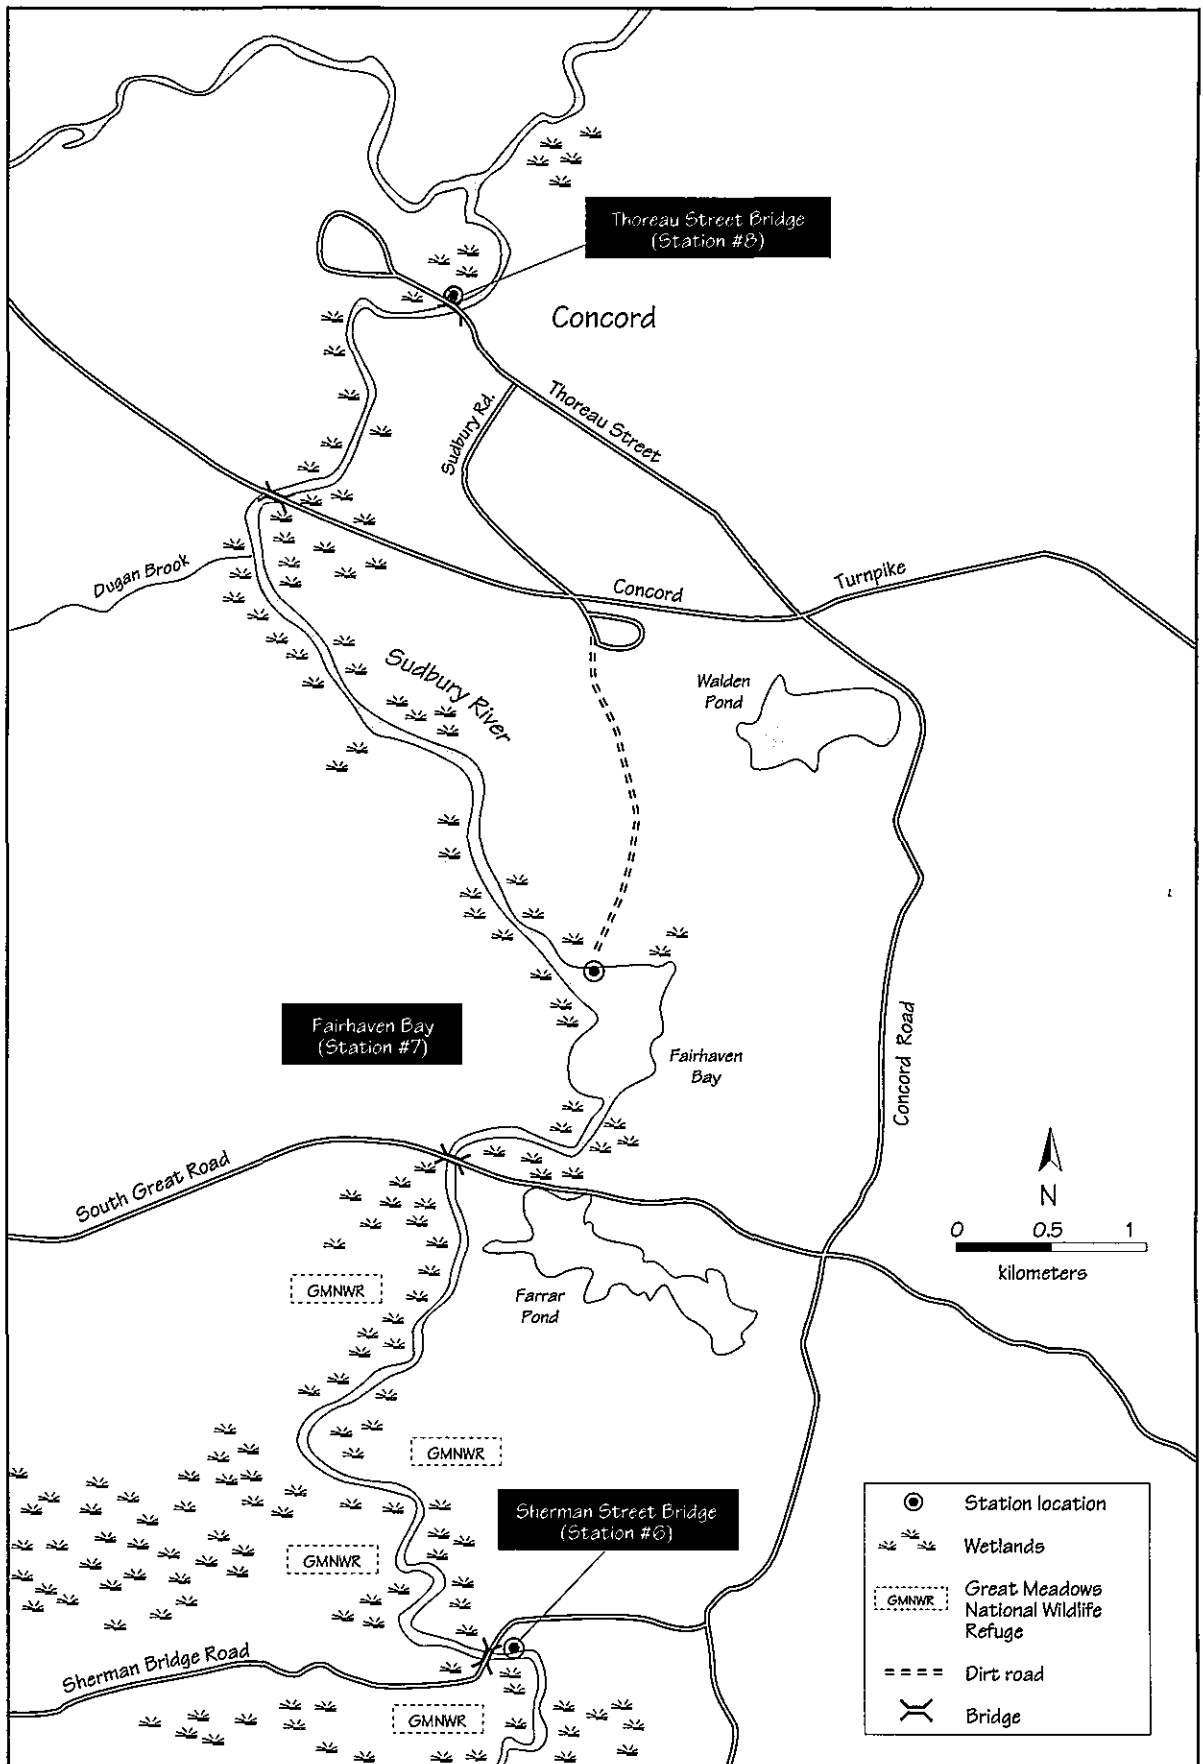 Thoreau Street Bridge
(Station #8)
Concord
Thoreau Street
Sudbury Rd.
Dugan Brook
Concord
Turnpike
Sudbury River
Walden
Pond
Fairhaven Bay
(Station #7)
Fairhaven
Bay
Concord Road
South Great Road
N
0 0.5 1
kilometers
GMNWR
Farrar
Pond
GMNWR
Sherman Street Bridge
(Station #6)
GMNWR
Sherman Bridge Road
GMNWR
Station location
Wetlands
GMNWR
Great Meadows
National Wildlife
Refuge
Dirt road
Bridge